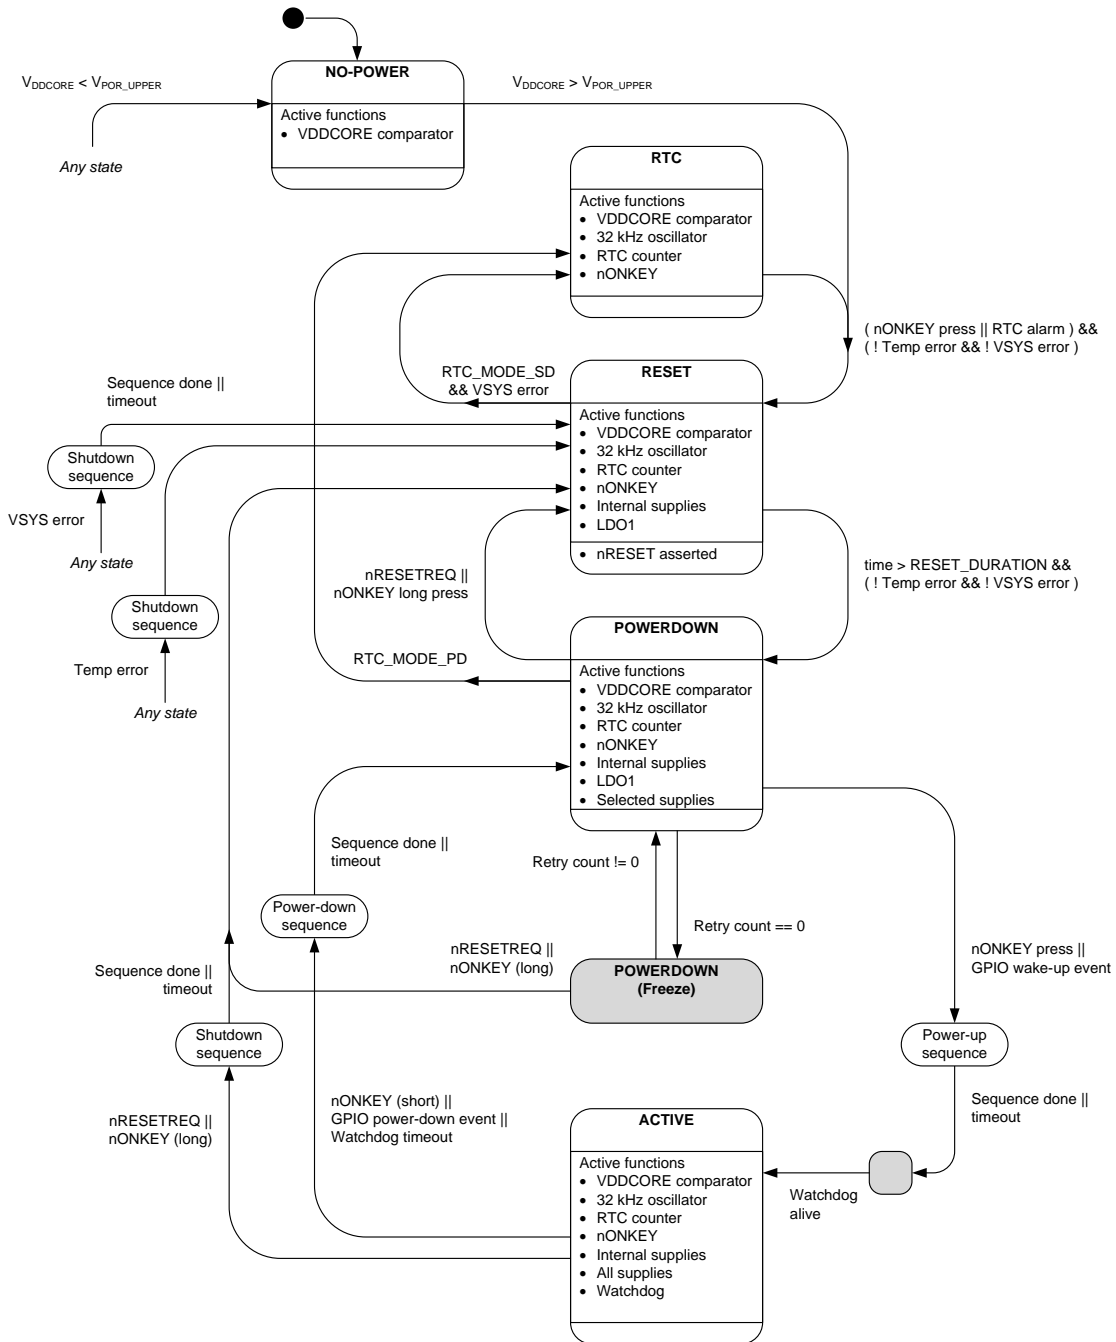 NO-POWER
V_DDCORE < V_POR_UPPER
V_DDCORE > V_POR_UPPER
Active functions
• VDDCORE comparator
Any state
RTC
Active functions
• VDDCORE comparator
• 32 kHz oscillator
• RTC counter
• nONKEY
( nONKEY press || RTC alarm ) &&
( ! Temp error && ! VSYS error )
RTC_MODE_SD
&& VSYS error
RESET
Sequence done ||
timeout
Active functions
• VDDCORE comparator
• 32 kHz oscillator
• RTC counter
• nONKEY
• Internal supplies
• LDO1
• nRESET asserted
Shutdown
sequence
VSYS error
Any state
nRESETREQ ||
nONKEY long press
time > RESET_DURATION &&
( ! Temp error && ! VSYS error )
Shutdown
sequence
Temp error
Any state
POWERDOWN
RTC_MODE_PD
Active functions
• VDDCORE comparator
• 32 kHz oscillator
• RTC counter
• nONKEY
• Internal supplies
• LDO1
• Selected supplies
Sequence done ||
timeout
Retry count != 0
Power-down
sequence
Retry count == 0
nRESETREQ ||
nONKEY (long)
POWERDOWN
(Freeze)
nONKEY press ||
GPIO wake-up event
Sequence done ||
timeout
Shutdown
sequence
Power-up
sequence
nRESETREQ ||
nONKEY (long)
nONKEY (short) ||
GPIO power-down event ||
Watchdog timeout
Sequence done ||
timeout
ACTIVE
Active functions
• VDDCORE comparator
• 32 kHz oscillator
• RTC counter
• nONKEY
• Internal supplies
• All supplies
• Watchdog
Watchdog
alive